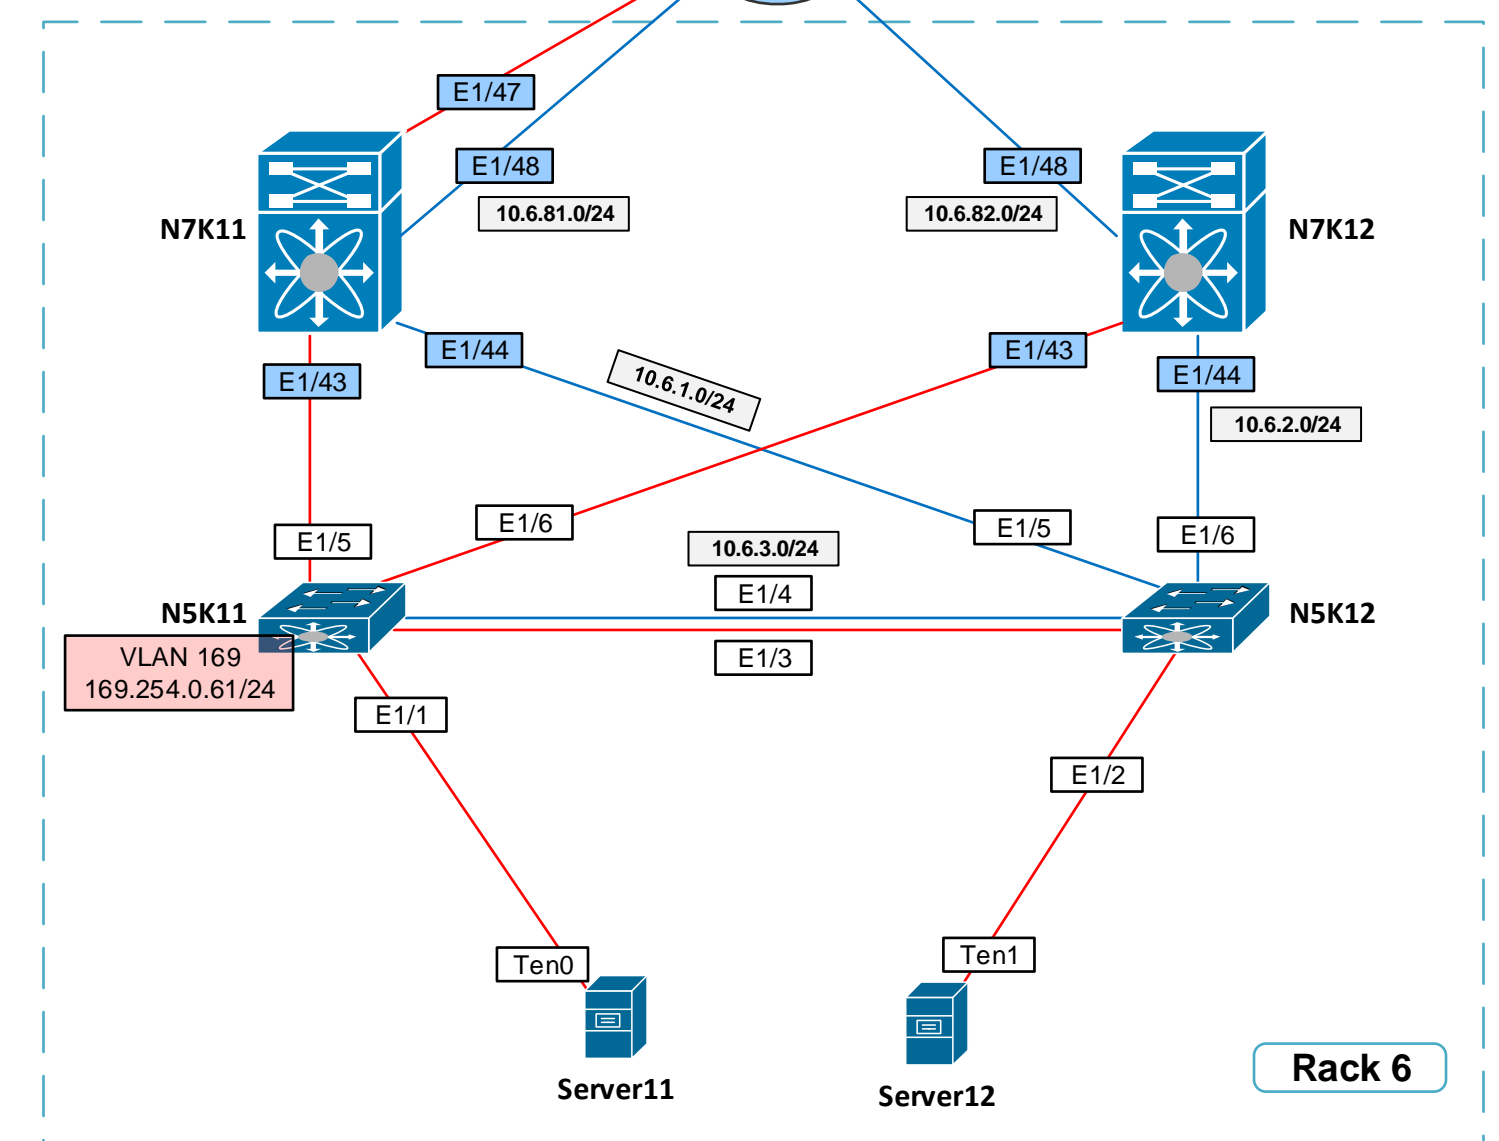 E1/47
E1/48
E1/48
10.6.81.0/24
10.6.82.0/24
N7K11
N7K12
E1/44
E1/43
E1/43
E1/44
10.6.1.0/24
10.6.2.0/24
E1/6
E1/5
E1/6
E1/5
10.6.3.0/24
E1/4
N5K11
N5K12
VLAN 169
169.254.0.61/24
E1/3
E1/1
E1/2
Ten0
Ten1
Rack 6
Server11
Server12